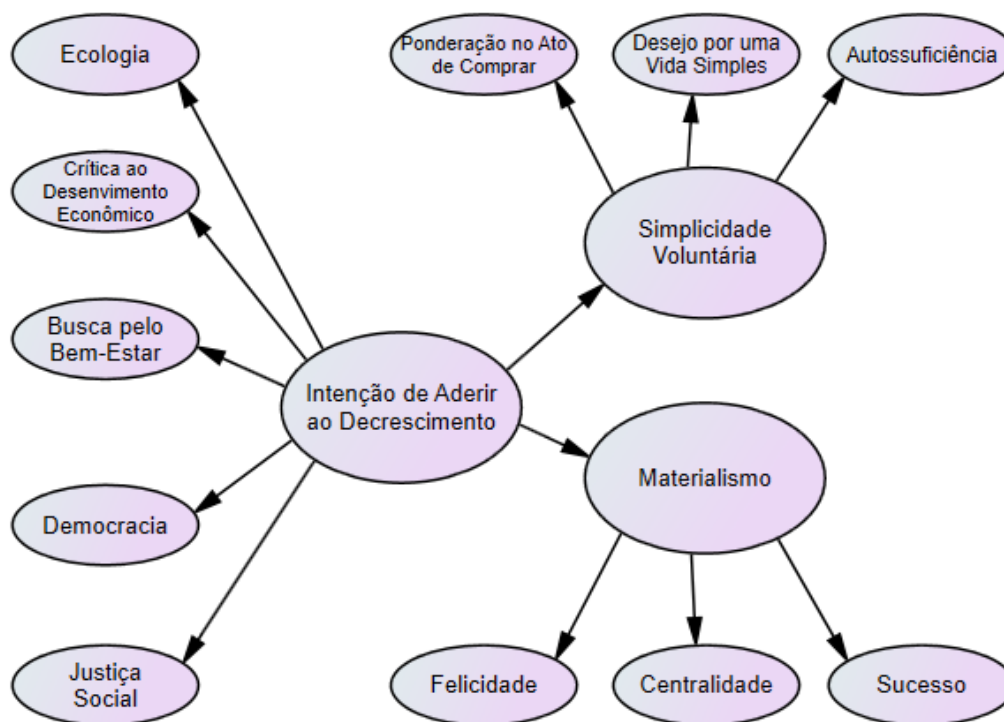 Ecologia
Ponderação no Ato
de Comprar
Desejo por uma
Vida Simples
Autossuficiência
Crítica ao
Desenvimento
Econômico
Simplicidade
Voluntária
Busca pelo
Bem-Estar
Intenção de Aderir
ao Decrescimento
Materialismo
Democracia
Justiça
Social
Felicidade
Centralidade
Sucesso